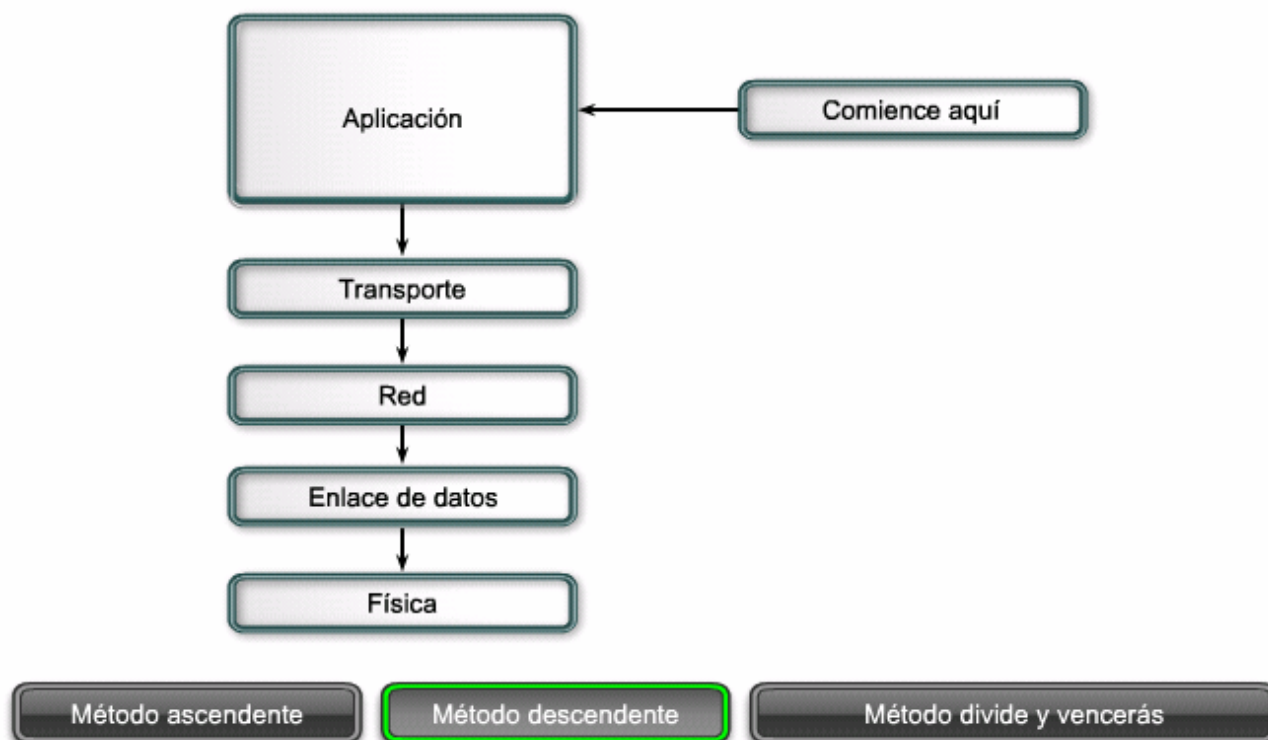 Aplicación
Comience aquí
Transporte
Red
Enlace de datos
Física
Método ascendente
Método descendente
Método divide y vencerás